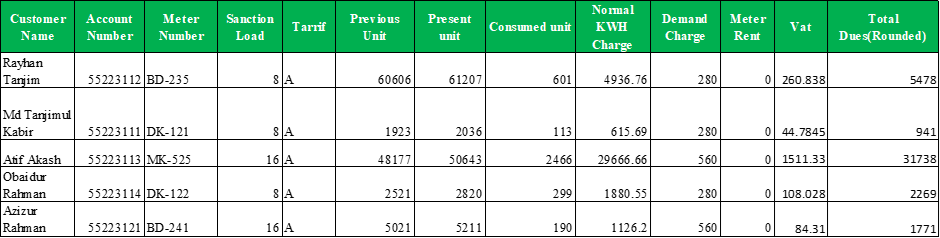 Customer Name | Account Number | Meter Number | Sanction Load | Tarrif | Previous Unit | Present unit | Consumed unit | Normal KWH Charge | Demand Charge | Meter Rent | Vat | Total Dues(Rounded)
Rayhan Tanjim | 55223112 | BD-235 | 8 | A | 60606 | 61207 | 601 | 4936.76 | 280 | 0 | 260.838 | 5478
Md Tanjimul Kabir | 55223111 | DK-121 | 8 | A | 1923 | 2036 | 113 | 615.69 | 280 | 0 | 44.7845 | 941
Atif Akash | 55223113 | MK-525 | 16 | A | 48177 | 50643 | 2466 | 29666.66 | 560 | 0 | 1511.33 | 31738
Obaidur Rahman | 55223114 | DK-122 | 8 | A | 2521 | 2820 | 299 | 1880.55 | 280 | 0 | 108.028 | 2269
Azizur Rahman | 55223121 | BD-241 | 16 | A | 5021 | 5211 | 190 | 1126.2 | 560 | 0 | 84.31 | 1771